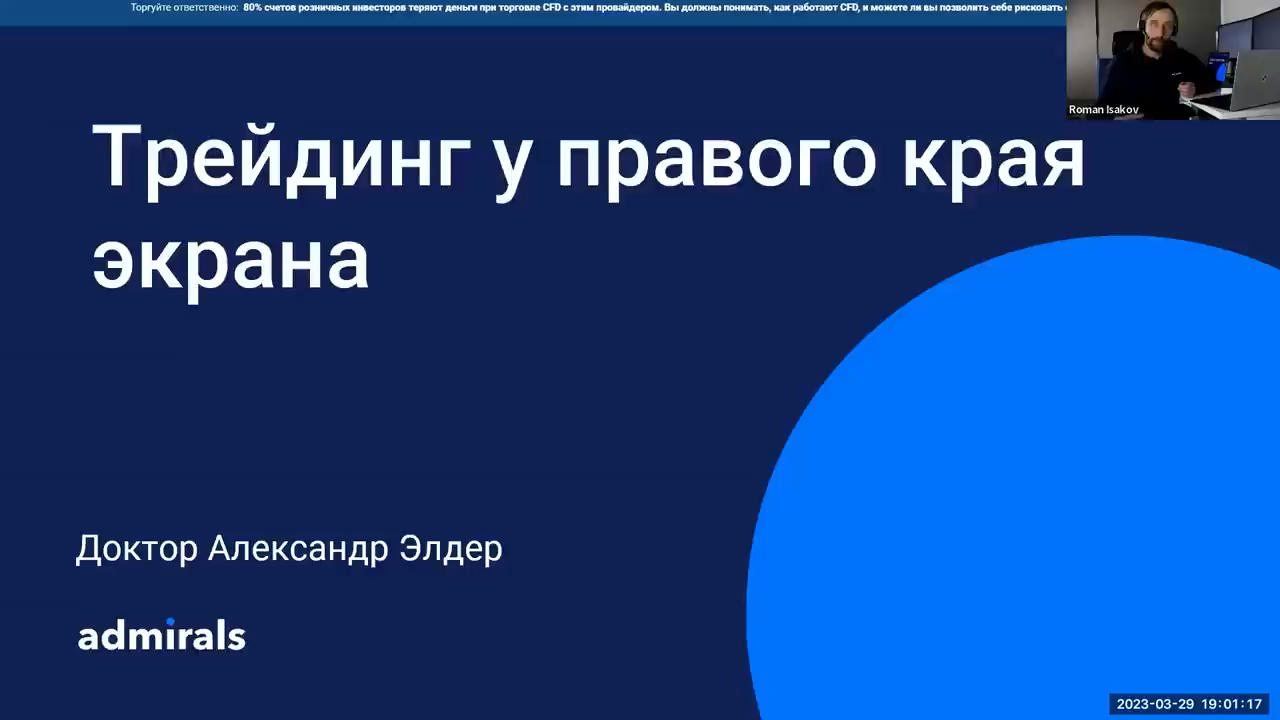 Торгуйте ответственно: 80% счетов розничных инвесторов теряют деньги при торговле CFD с этим провайдером. Вы должны понимать, как работают CFD, и можете ли вы позволить себе рисковать
Roman Isakov
Трейдинг у правого края
экрана
Доктор Александр Элдер
admirals
2023-03-29 19:01:17